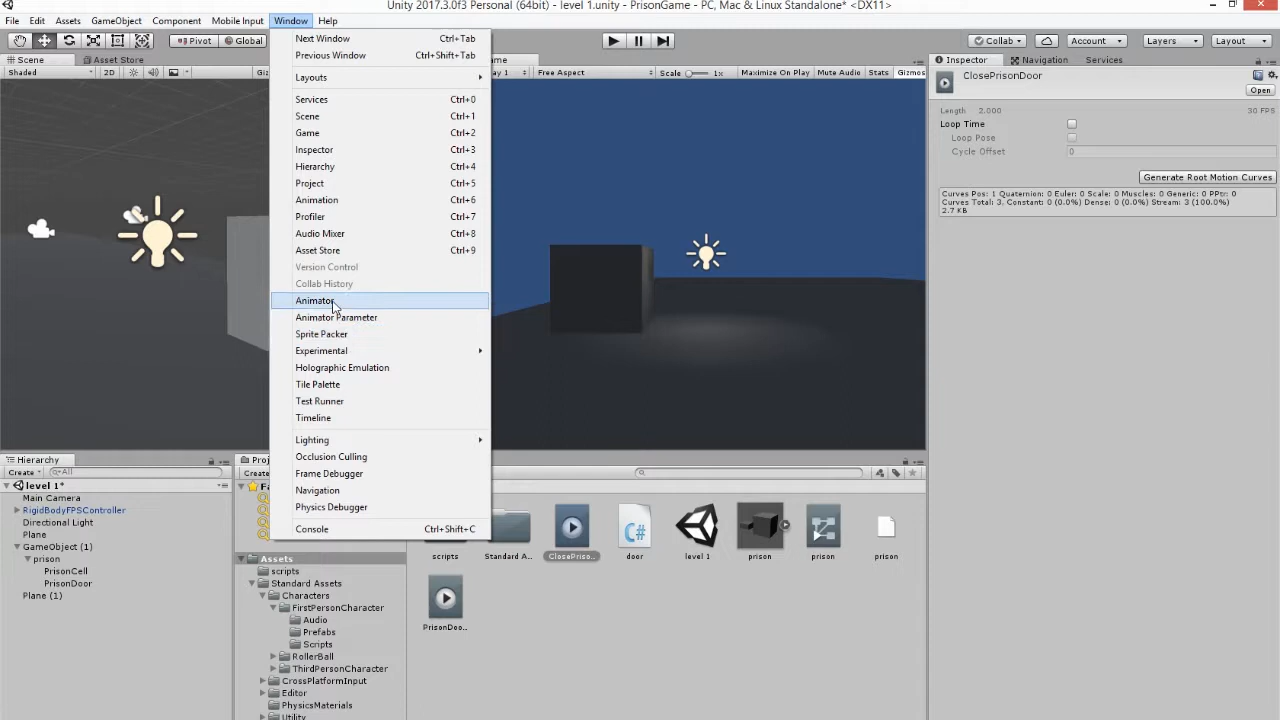 Unity 2017.3.0f3 Personal (64bit) - level 1.unity - PrisonGame - PC, Mac & Linux Standalone* <DX11>
File Edit Assets GameObject Component Mobile Input Window Help
Pivot Global Collab Account Layers Layout
Scene Asset Store
Shaded 2D
Free Aspect Scale 1x Maximize On Play Mute Audio Stats Gizmos
Next Window Ctrl+Tab
Previous Window Ctrl+Shift+Tab
Layouts
Services Ctrl+0
Scene Ctrl+1
Game Ctrl+2
Inspector Ctrl+3
Hierarchy Ctrl+4
Project Ctrl+5
Animation Ctrl+6
Profiler Ctrl+7
Audio Mixer Ctrl+8
Asset Store Ctrl+9
Version Control
Collab History
Animator
Animator Parameter
Sprite Packer
Experimental
Holographic Emulation
Tile Palette
Test Runner
Timeline
Lighting
Occlusion Culling
Frame Debugger
Navigation
Physics Debugger
Console Ctrl+Shift+C
Inspector Navigation Services
ClosePrisonDoor
Open
Length 2.000 30 FPS
Loop Time
Loop Pose
Cycle Offset 0
Generate Root Motion Curves
Curves Pos: 1 Quaternion: 0 Euler: 0 Scale: 0 Muscles: 0 Generic: 0 PPtr: 0
Curves Total: 3, Constant: 0 (0.0%) Dense: 0 (0.0%) Stream: 3 (100.0%)
2.7 KB
Hierarchy
Create All
level 1*
Main Camera
RigidBodyFPSController
Directional Light
Plane
GameObject (1)
prison
PrisonCell
PrisonDoor
Plane (1)
Assets
scripts
Standard Assets
Characters
FirstPersonCharacter
Audio
Prefabs
Scripts
RollerBall
ThirdPersonCharacter
CrossPlatformInput
Editor
PhysicsMaterials
Utility
scripts Standard A... ClosePriso... door level 1 prison prison prison
PrisonDoo...